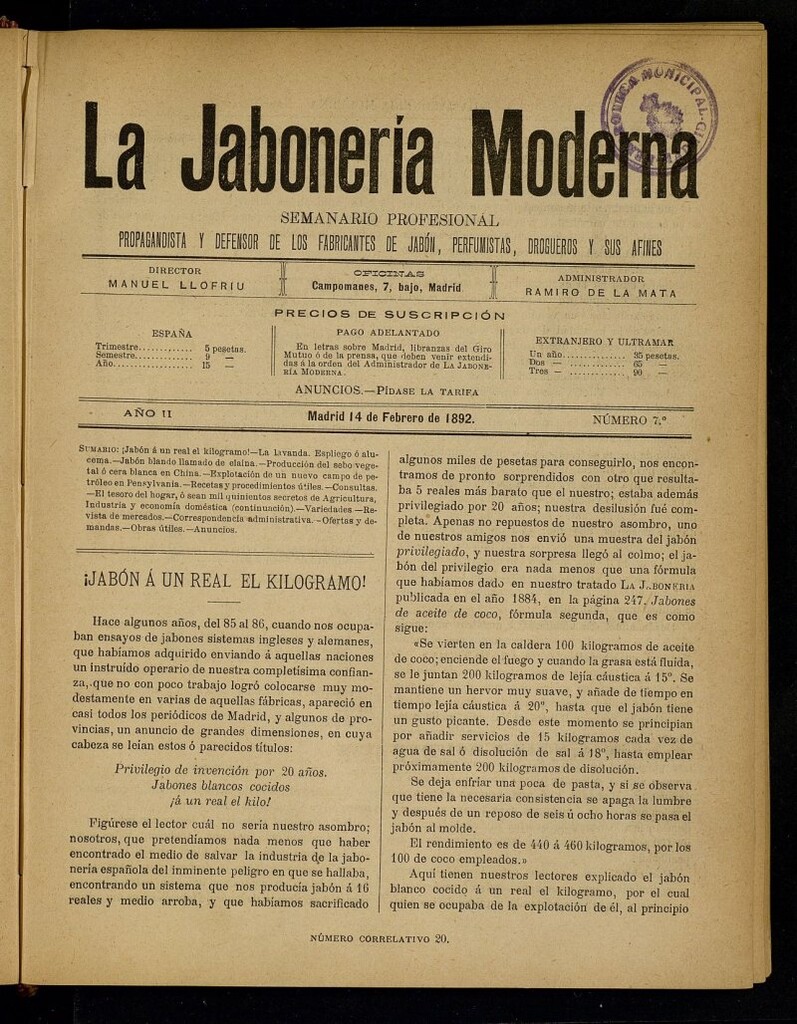 La Jabonería Moderna
SEMANARIO PROFESIONAL
PROPAGANDISTA Y DEFENSOR DE LOS FABRICANTES DE JABÓN, PERFUMISTAS, DROGUEROS Y SUS AFINES
DIRECTOR
MANUEL LLOFRIU
OFICINAS
Campomanes, 7, bajo, Madrid
ADMINISTRADOR
RAMIRO DE LA MATA
PRECIOS DE SUSCRIPCIÓN
ESPAÑA
Trimestre............ 5 pesetas.
Semestre............. 9 —
Año.................. 15 —
PAGO ADELANTADO
En letras sobre Madrid, libranzas del Giro
Mutuo ó de la prensa, que deben venir extendi-
das á la orden del Administrador de LA JABONE-
RÍA MODERNA.
EXTRANJERO Y ULTRAMAR
Un año.............. 35 pesetas.
Dos — .............. 65 —
Tres — .............. 90 —
ANUNCIOS.—PÍDASE LA TARIFA
AÑO II
Madrid 14 de Febrero de 1892.
NÚMERO 7.º
SUMARIO: ¡Jabón á un real el kilogramo!—La Lavanda. Espliego ó alu-
cema.—Jabón blando llamado de elaina.—Producción del sebo vege-
tal ó cera blanca en China.—Explotación de un nuevo campo de pe-
tróleo en Pensylvania.—Recetas y procedimientos útiles.—Consultas.
—El tesoro del hogar, ó sean mil quinientos secretos de Agricultura,
Industria y economía doméstica (continuación).—Variedades—Re-
vista de mercados.—Correspondencia administrativa.—Ofertas y de-
mandas.—Obras útiles.—Anuncios.
¡JABÓN Á UN REAL EL KILOGRAMO!
Hace algunos años, del 85 al 86, cuando nos ocupa-
ban ensayos de jabones sistemas ingleses y alemanes,
que habíamos adquirido enviando á aquellas naciones
un instruído operario de nuestra completísima confian-
za, que no con poco trabajo logró colocarse muy mo-
destamente en varias de aquellas fábricas, apareció en
casi todos los periódicos de Madrid, y algunos de pro-
vincias, un anuncio de grandes dimensiones, en cuya
cabeza se leían estos ó parecidos títulos:
Privilegio de invención por 20 años.
Jabones blancos cocidos
¡á un real el kilo!
Figúrese el lector cuál no sería nuestro asombro;
nosotros, que pretendíamos nada menos que haber
encontrado el medio de salvar la industria de la jabo-
nería española del inminente peligro en que se hallaba,
encontrando un sistema que nos producía jabón á 16
reales y medio arroba, y que habíamos sacrificado
algunos miles de pesetas para conseguirlo, nos encon-
tramos de pronto sorprendidos con otro que resulta-
ba 5 reales más barato que el nuestro; estaba además
privilegiado por 20 años; nuestra desilusión fué com-
pleta. Apenas no repuestos de nuestro asombro, uno
de nuestros amigos nos envió una muestra del jabón
privilegiado, y nuestra sorpresa llegó al colmo; el ja-
bón del privilegio era nada menos que una fórmula
que habíamos dado en nuestro tratado LA J..BONERIA
publicada en el año 1884, en la página 247. Jabones
de aceite de coco, fórmula segunda, que es como
sigue:
«Se vierten en la caldera 100 kilogramos de aceite
de coco; enciende el fuego y cuando la grasa está fluida,
se le juntan 200 kilogramos de lejía cáustica á 15°. Se
mantiene un hervor muy suave, y añade de tiempo en
tiempo lejía cáustica á 20°, hasta que el jabón tiene
un gusto picante. Desde este momento se principian
por añadir servicios de 15 kilogramos cada vez de
agua de sal ó disolución de sal á 18°, hasta emplear
próximamente 200 kilogramos de disolución.
Se deja enfriar una poca de pasta, y si se observa
que tiene la necesaria consistencia se apaga la lumbre
y después de un reposo de seis ú ocho horas se pasa el
jabón al molde.
El rendimiento es de 440 á 460 kilogramos, por los
100 de coco empleados.»
Aquí tienen nuestros lectores explicado el jabón
blanco cocido á un real el kilogramo, por el cual
quien se ocupaba de la explotación de él, al principio
NÚMERO CORRELATIVO 20.
MUNICIPAL